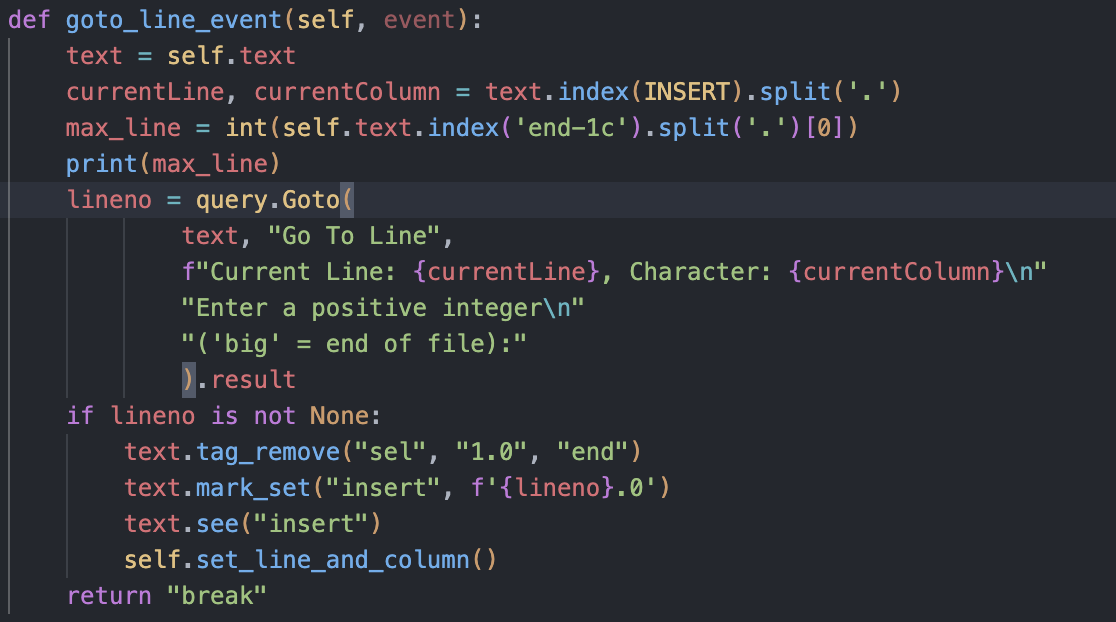 def goto_line_event(self, event):
    text = self.text
    currentLine, currentColumn = text.index(INSERT).split('.')
    max_line = int(self.text.index('end-1c').split('.')[0])
    print(max_line)
    lineno = query.Goto(
            text, "Go To Line",
            f"Current Line: {currentLine}, Character: {currentColumn}\n"
            "Enter a positive integer\n"
            "('big' = end of file):"
            ).result
    if lineno is not None:
        text.tag_remove("sel", "1.0", "end")
        text.mark_set("insert", f'{lineno}.0')
        text.see("insert")
        self.set_line_and_column()
    return "break"